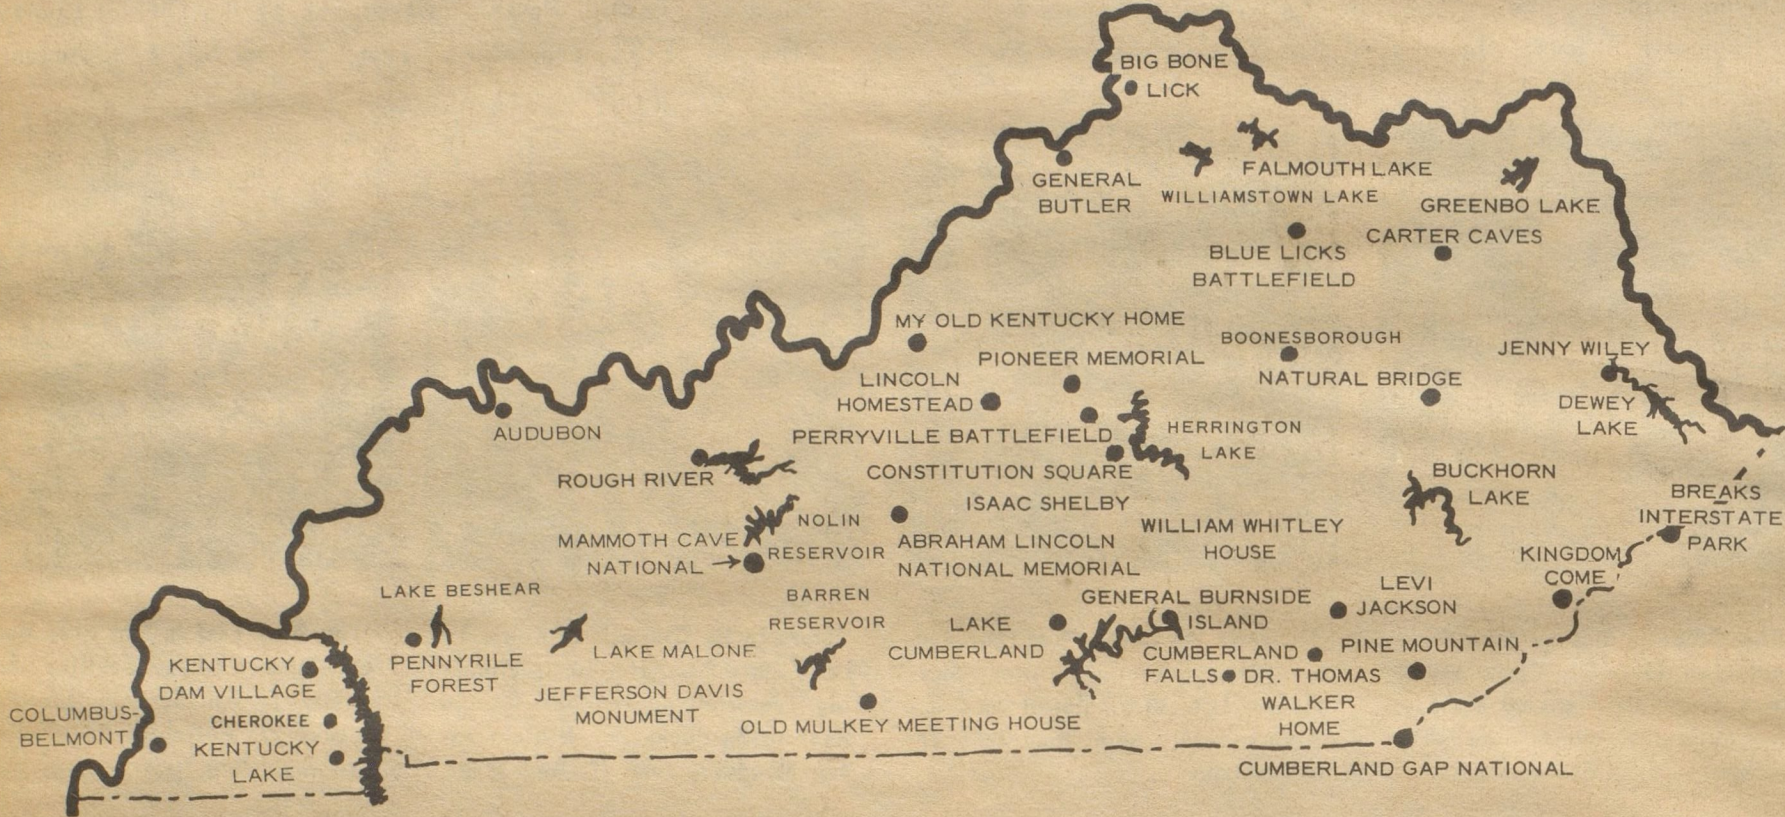 BIG BONE
LICK
FALMOUTH LAKE
GENERAL
BUTLER
WILLIAMSTOWN LAKE
GREENBO LAKE
CARTER CAVES
BLUE LICKS
BATTLEFIELD
MY OLD KENTUCKY HOME
BOONESBOROUGH
JENNY WILEY
PIONEER MEMORIAL
LINCOLN
HOMESTEAD
NATURAL BRIDGE
DEWEY
LAKE
AUDUBON
PERRYVILLE BATTLEFIELD
HERRINGTON
LAKE
ROUGH RIVER
CONSTITUTION SQUARE
BUCKHORN
LAKE
BREAKS
INTERSTATE
PARK
ISAAC SHELBY
NOLIN
RESERVOIR
WILLIAM WHITLEY
HOUSE
MAMMOTH CAVE
NATIONAL
ABRAHAM LINCOLN
NATIONAL MEMORIAL
KINGDOM
COME
LAKE BESHEAR
BARREN
RESERVOIR
GENERAL BURNSIDE
ISLAND
LEVI
JACKSON
LAKE
CUMBERLAND
LAKE MALONE
CUMBERLAND
FALLS
PINE MOUNTAIN
KENTUCKY
DAM VILLAGE
PENNYRILE
FOREST
JEFFERSON DAVIS
MONUMENT
DR. THOMAS
WALKER
HOME
COLUMBUS-
BELMONT
CHEROKEE
KENTUCKY
LAKE
OLD MULKEY MEETING HOUSE
CUMBERLAND GAP NATIONAL